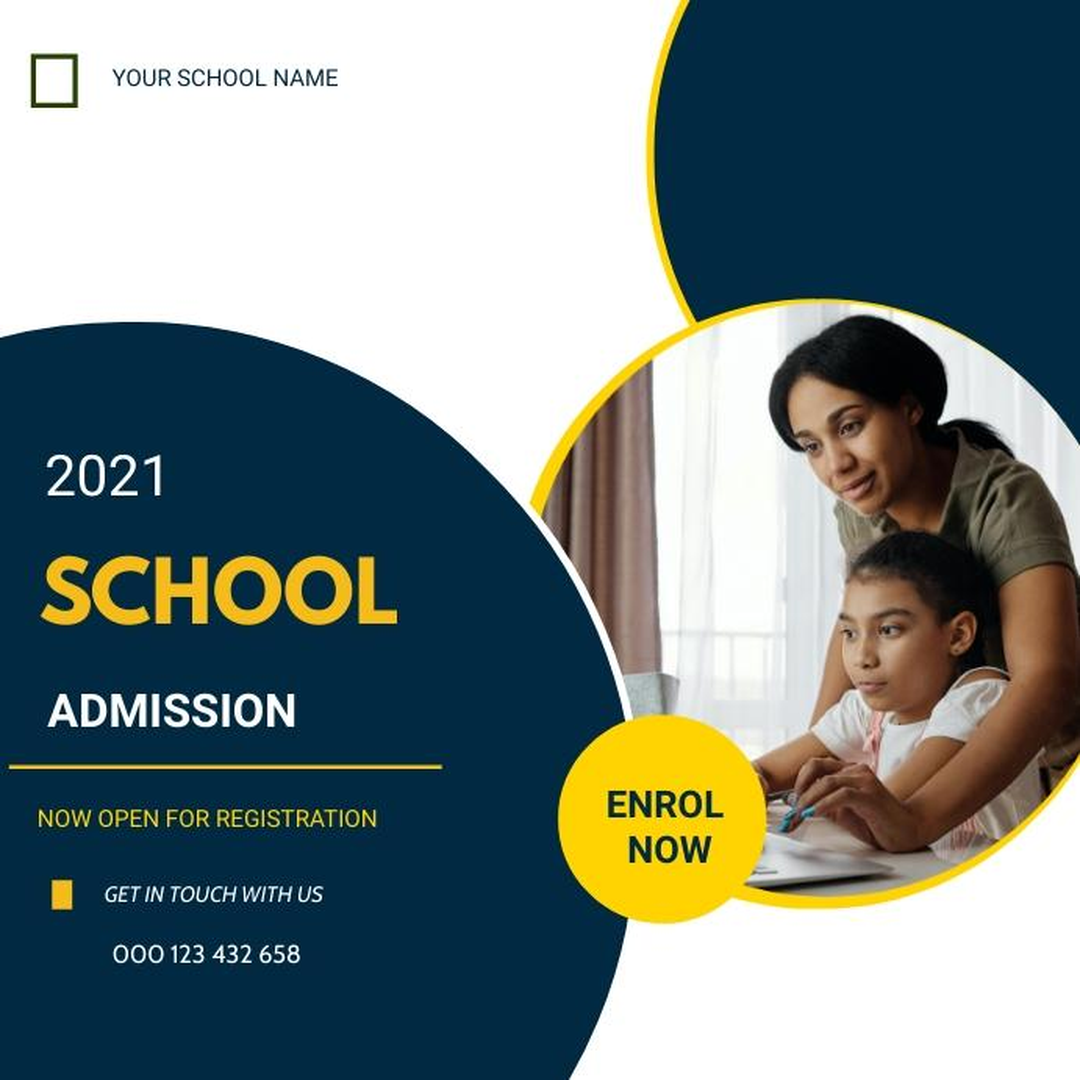 YOUR SCHOOL NAME
2021
SCHOOL
ADMISSION
NOW OPEN FOR REGISTRATION
GET IN TOUCH WITH US
000 123 432 658
ENROL
NOW